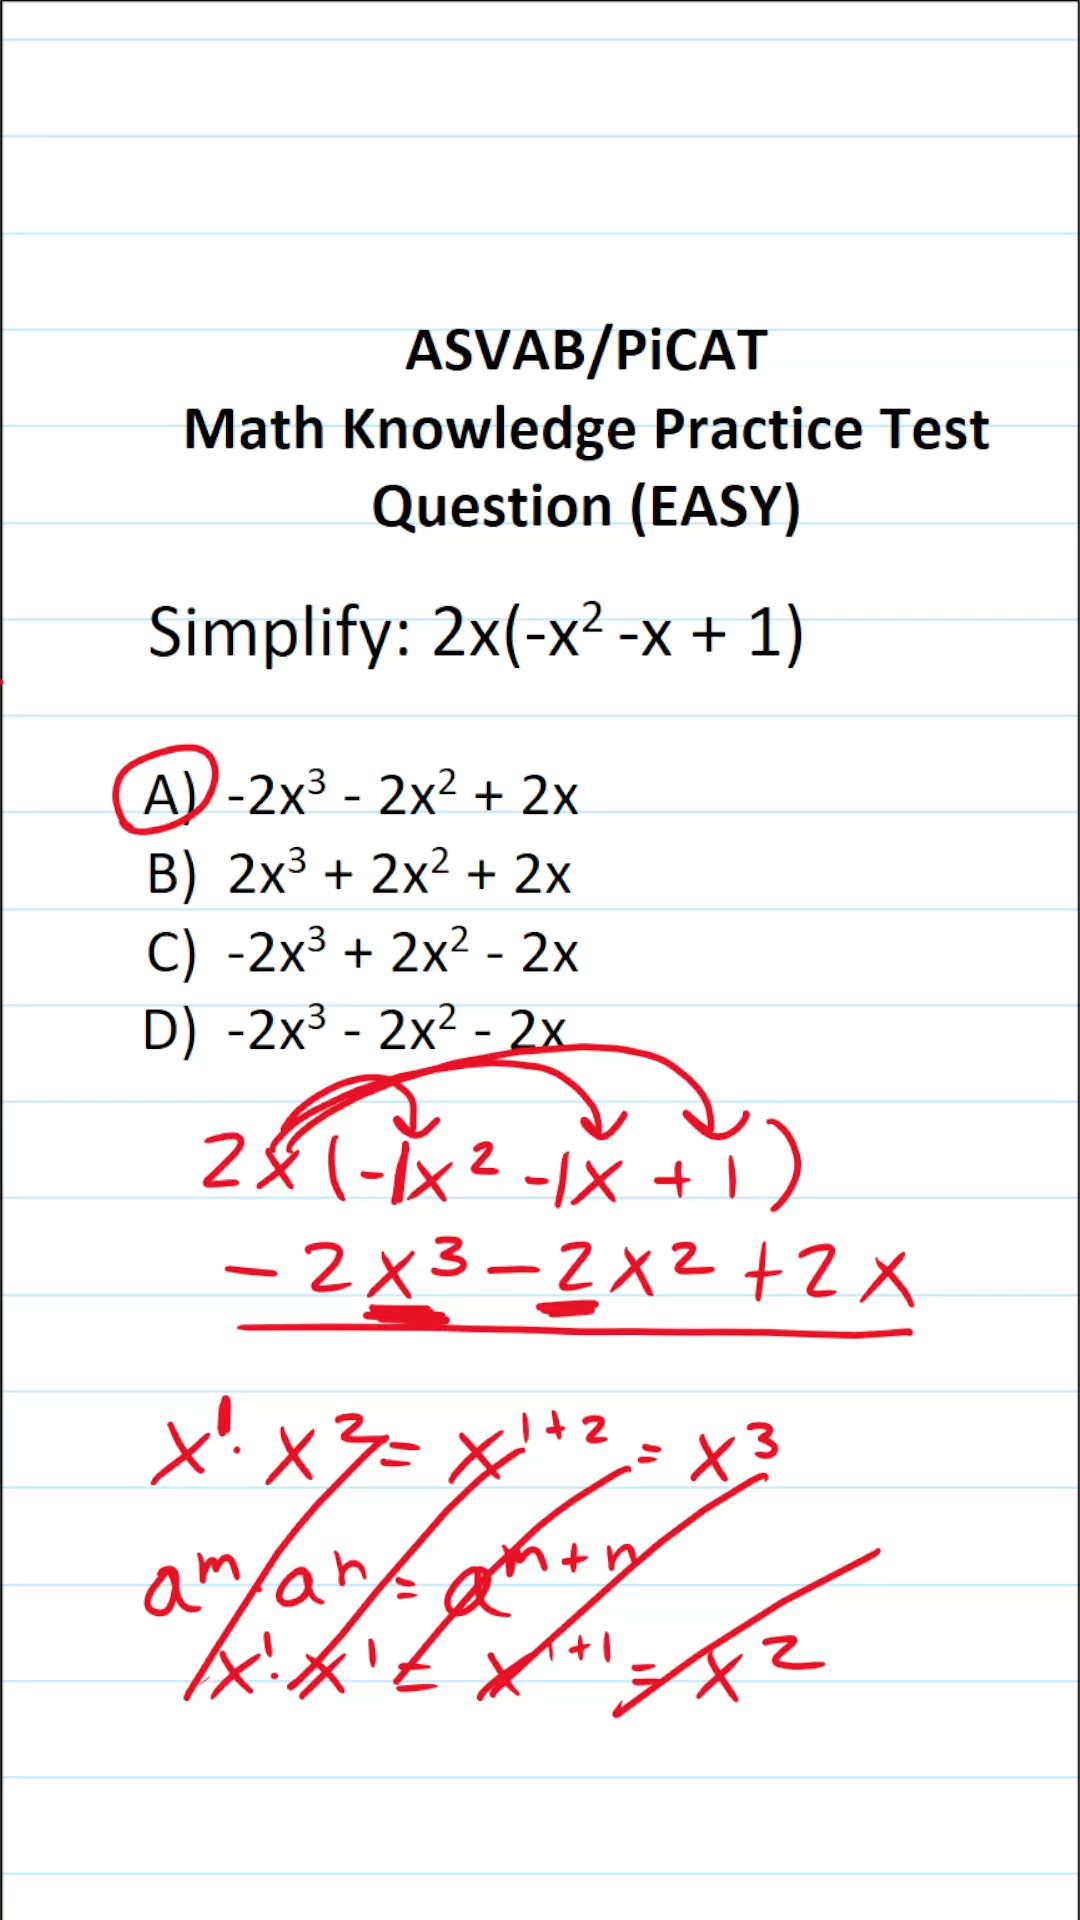 ASVAB/PiCAT
Math Knowledge Practice Test
Question (EASY)
Simplify: 2x(-x² -x + 1)
A) -2x³ - 2x² + 2x
B) 2x³ + 2x² + 2x
C) -2x³ + 2x² - 2x
D) -2x³ - 2x² - 2x
2x(-1x² -1x + 1)
-2x³ - 2x² + 2x
x¹ · x² = x¹⁺² = x³
aᵐ · aⁿ = aᵐ⁺ⁿ
x¹ · x¹ = x¹⁺¹ = x²